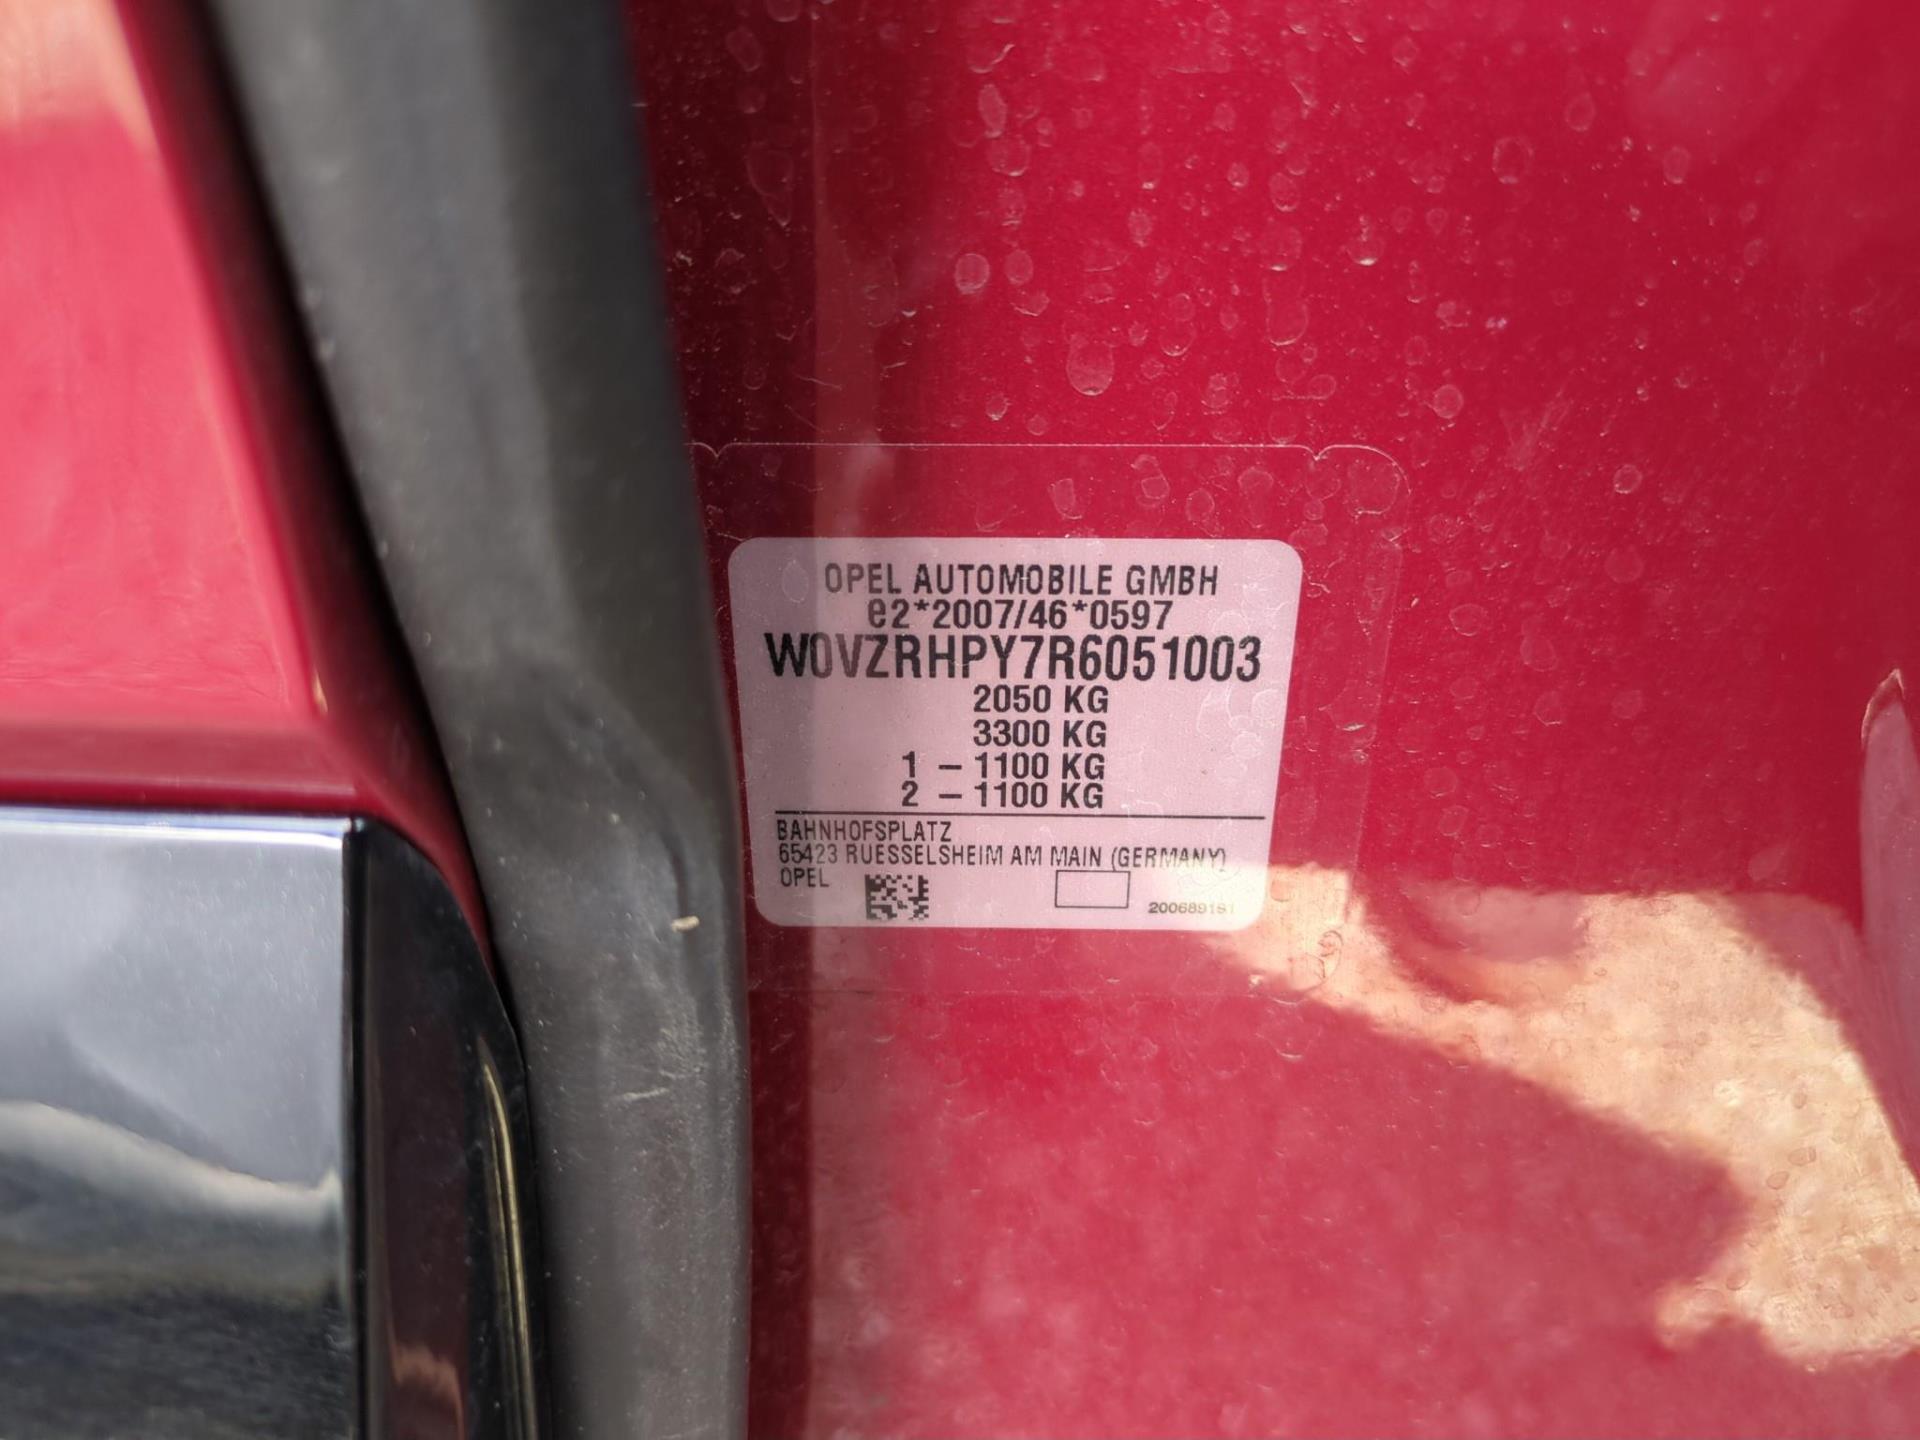 OPEL AUTOMOBILE GMBH
e2*2007/46*0597
W0VZRHPY7R6051003
2050 KG
3300 KG
1 – 1100 KG
2 – 1100 KG
BAHNHOFSPLATZ
65423 RUESSELSHEIM AM MAIN (GERMANY)
OPEL
200689191